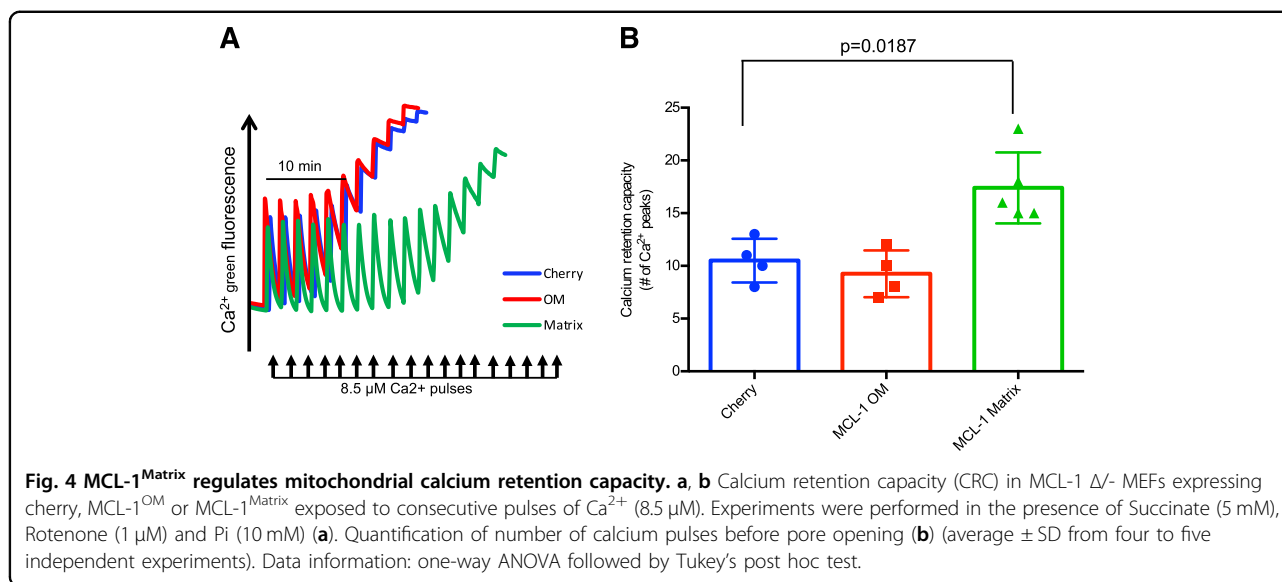 A
Ca²⁺ green fluorescence
10 min
Cherry
OM
Matrix
8.5 µM Ca2+ pulses
B
p=0.0187
Calcium retention capacity
(# of Ca²⁺ peaks)
25
20
15
10
5
0
Cherry
MCL-1 OM
MCL-1 Matrix
Fig. 4 MCL-1ᴹᵃᵗʳⁱˣ regulates mitochondrial calcium retention capacity. a, b Calcium retention capacity (CRC) in MCL-1 Δ/- MEFs expressing
cherry, MCL-1ᴼᴹ or MCL-1ᴹᵃᵗʳⁱˣ exposed to consecutive pulses of Ca²⁺ (8.5 µM). Experiments were performed in the presence of Succinate (5 mM),
Rotenone (1 µM) and Pi (10 mM) (a). Quantification of number of calcium pulses before pore opening (b) (average ± SD from four to five
independent experiments). Data information: one-way ANOVA followed by Tukey's post hoc test.